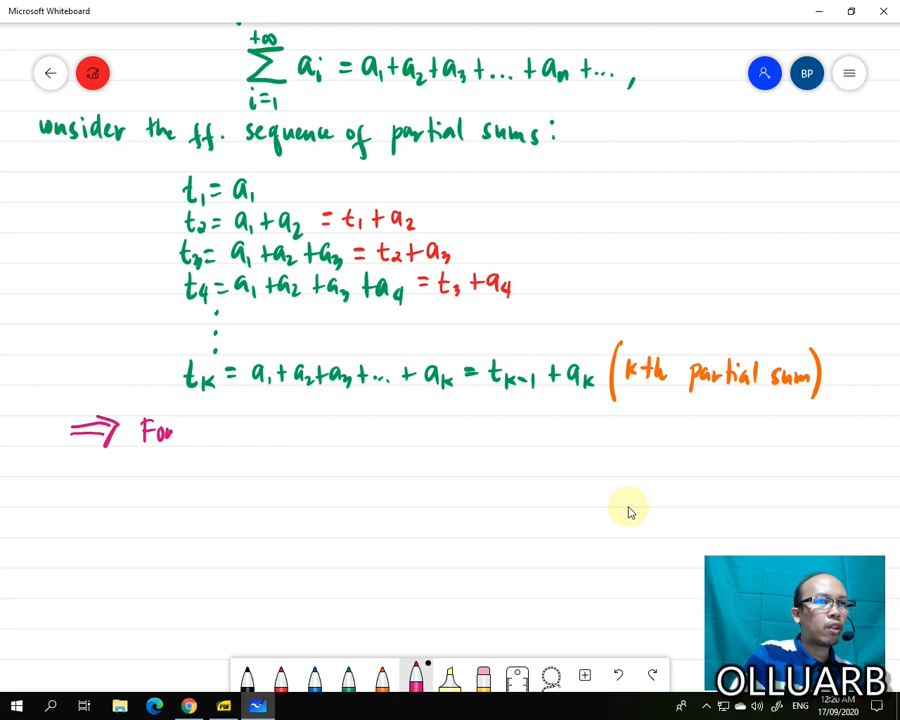 Microsoft Whiteboard
+∞
∑ aᵢ = a₁+a₂+a₃+...+aₙ+...,
i=1
onsider the ff. sequence of partial sums:
t₁= a₁
t₂= a₁+a₂ = t₁+a₂
t₃= a₁+a₂+a₃ = t₂+a₃
t₄= a₁+a₂+a₃+a₄ = t₃+a₄
⋮
tₖ = a₁+a₂+a₃+...+aₖ = tₖ₋₁+aₖ (k-th partial sum)
⟹ For
BP
OLLUARB
ENG
12:20 AM
17/09/2020